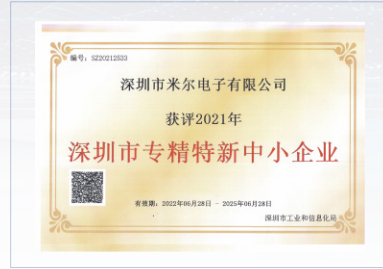 编号：SZ20212533
深圳市米尔电子有限公司
获评2021年
深圳市专精特新中小企业
有效期：2022年06月28日 - 2025年06月28日
深圳市工业和信息化局